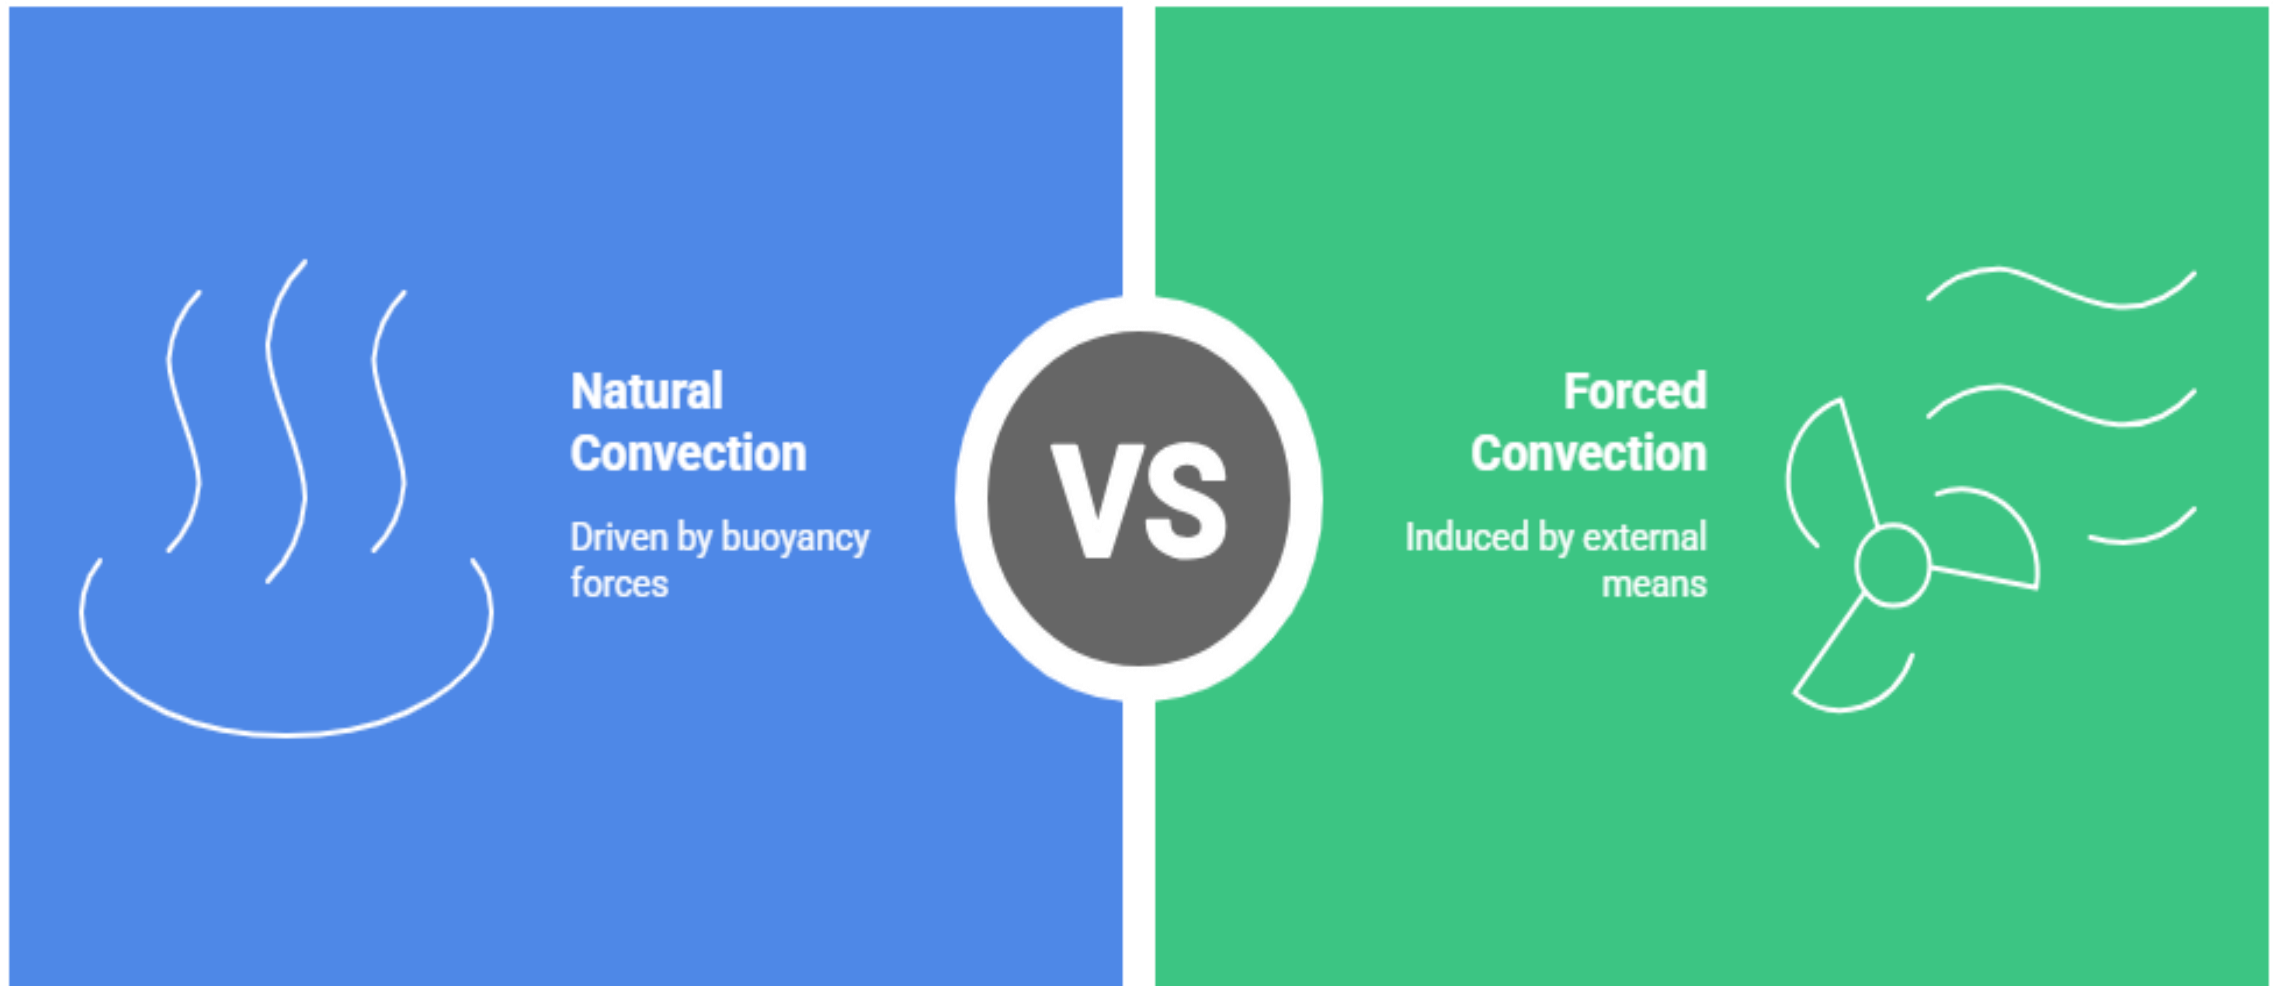 Natural
Convection
Driven by buoyancy
forces
VS
Forced
Convection
Induced by external
means